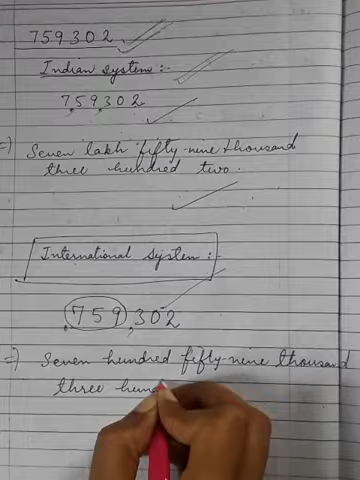 759302
Indian system :-
7,59,302
=) Seven lakh fifty-nine thousand
three hundred two.
International system :-
759,302
=) Seven hundred fifty-nine thousand
three hund